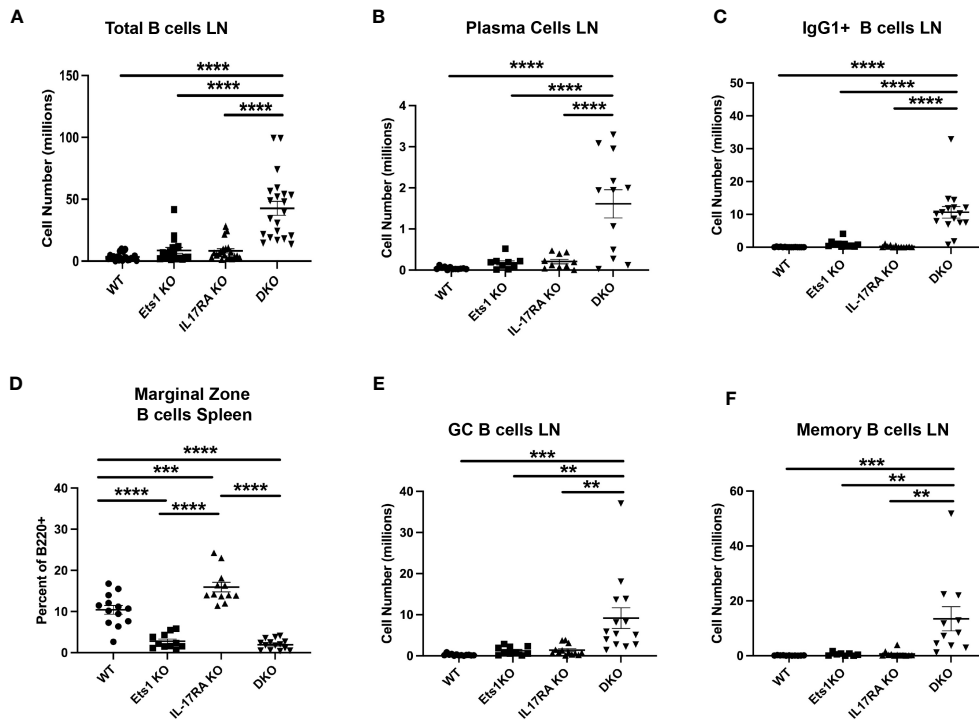 A
Total B cells LN
****
****
****
Cell Number (millions)
150
100
50
0
WT
Ets1 KO
IL17RA KO
DKO
B
Plasma Cells LN
****
****
****
Cell Number (millions)
4
3
2
1
0
WT
Ets1 KO
IL-17RA KO
DKO
C
IgG1+ B cells LN
****
****
****
Cell Number (millions)
50
40
30
20
10
0
WT
Ets1 KO
IL-17RA KO
DKO
D
Marginal Zone
B cells Spleen
****
***
****
****
****
Percent of B220+
40
30
20
10
0
WT
Ets1 KO
IL-17RA KO
DKO
E
GC B cells LN
***
**
**
Cell Number (millions)
40
30
20
10
0
WT
Ets1KO
IL17RA KO
DKO
F
Memory B cells LN
***
**
**
Cell Number (millions)
60
40
20
0
WT
Ets1 KO
IL-17RA KO
DKO